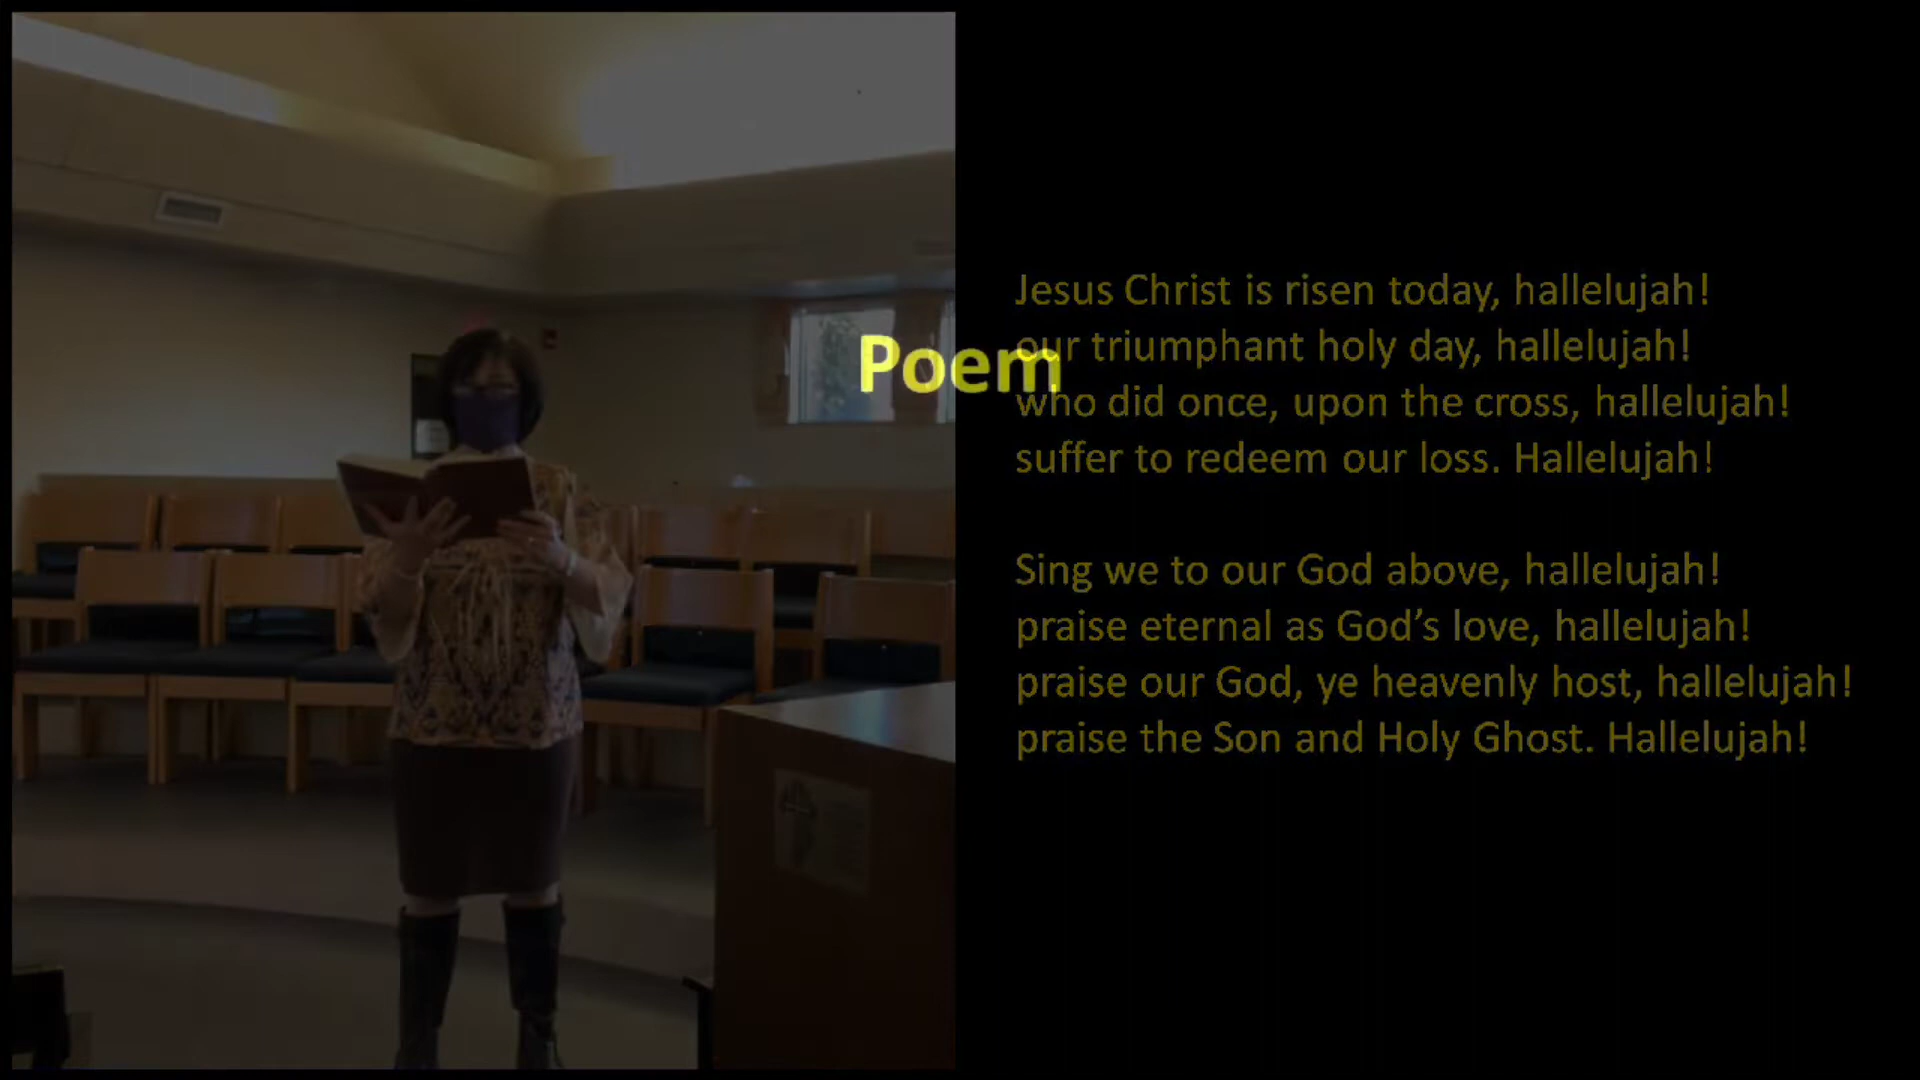 Poem
Jesus Christ is risen today, hallelujah!
our triumphant holy day, hallelujah!
who did once, upon the cross, hallelujah!
suffer to redeem our loss. Hallelujah!
Sing we to our God above, hallelujah!
praise eternal as God’s love, hallelujah!
praise our God, ye heavenly host, hallelujah!
praise the Son and Holy Ghost. Hallelujah!